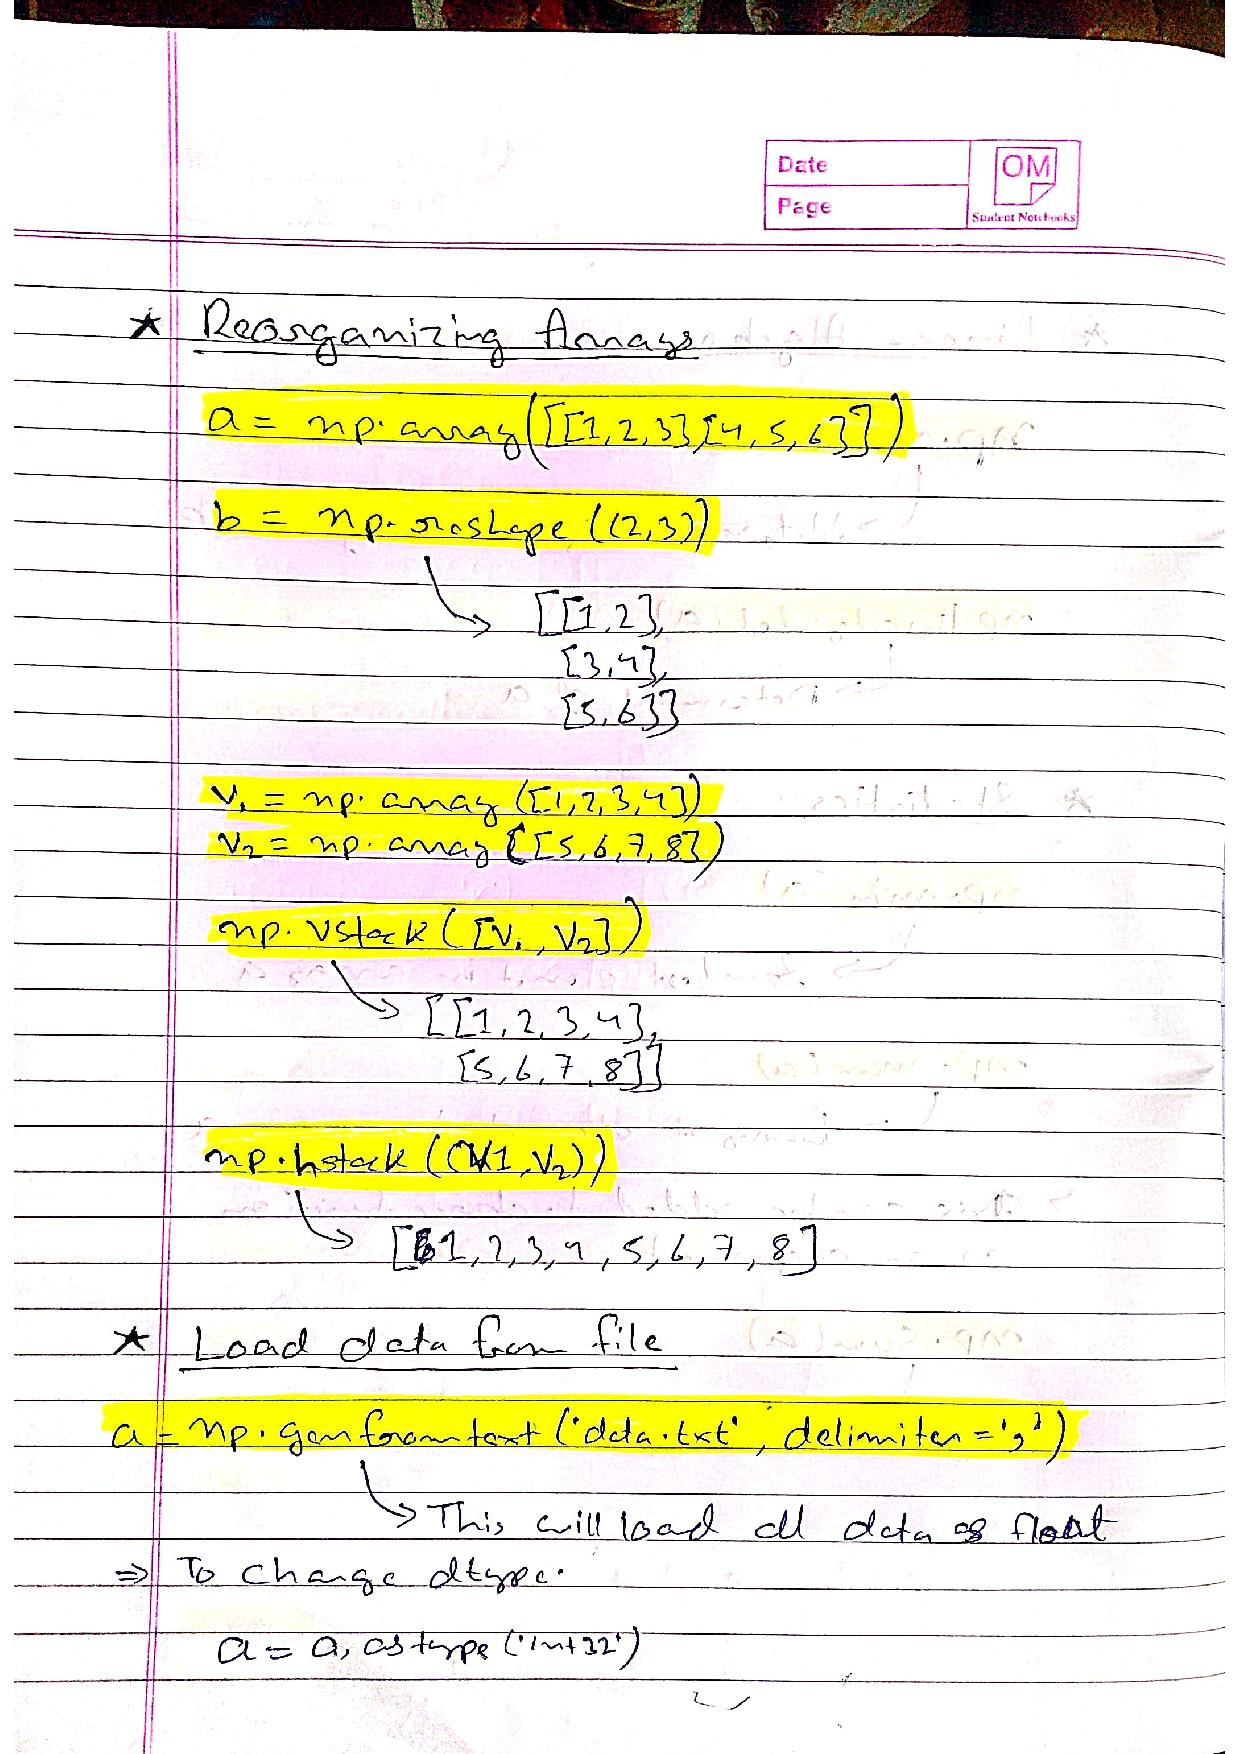 Date
OM
Page
Student Notebooks
★ Reorganizing Arrays
a = np.array([[1,2,3],[4,5,6]])
b = np.reshape((2,3))
[[1,2],
[3,4],
[5,6]]
V1 = np.array([1,2,3,4])
V2 = np.array([5,6,7,8])
np.vstack([V1,V2])
[[1,2,3,4],
[5,6,7,8]]
np.hstack((V1,V2))
[1,2,3,4,5,6,7,8]
★ Load data from file
a = np.genfromtext('data.txt', delimiter=',')
This will load all data as float
⇒ To change dtype.
a = a.astype('int32')